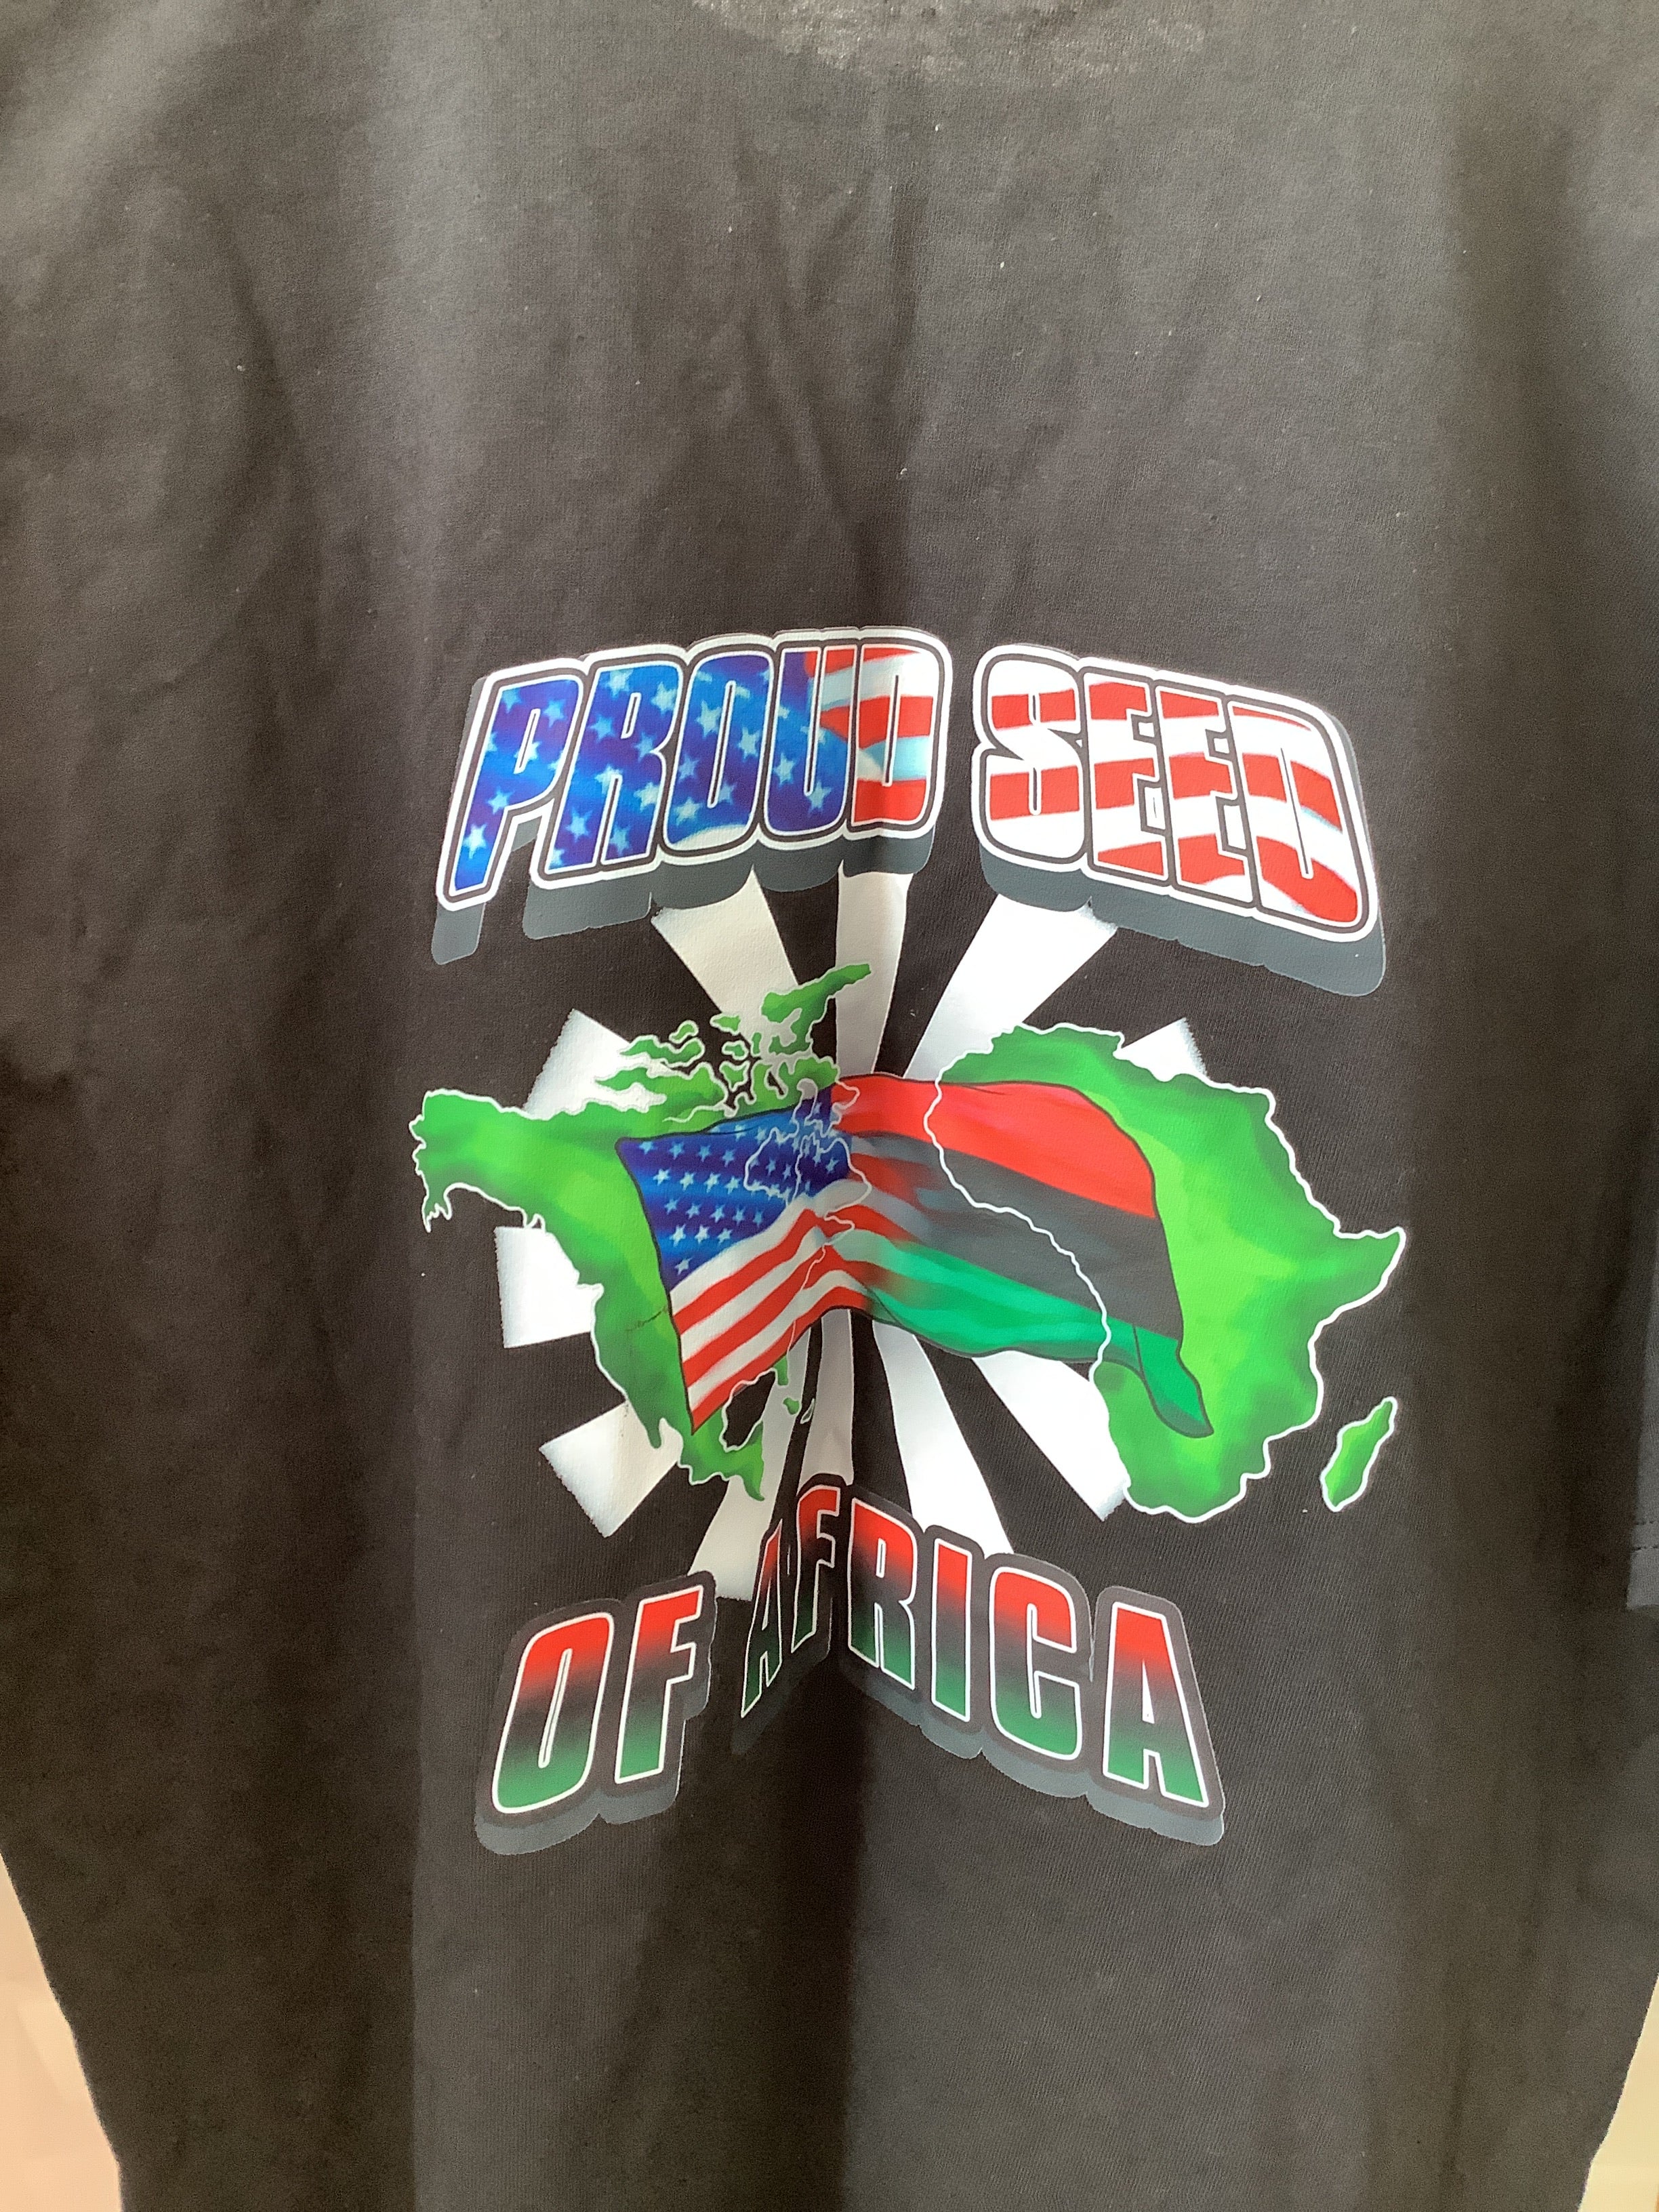 PROUD SEED
OF AFRICA